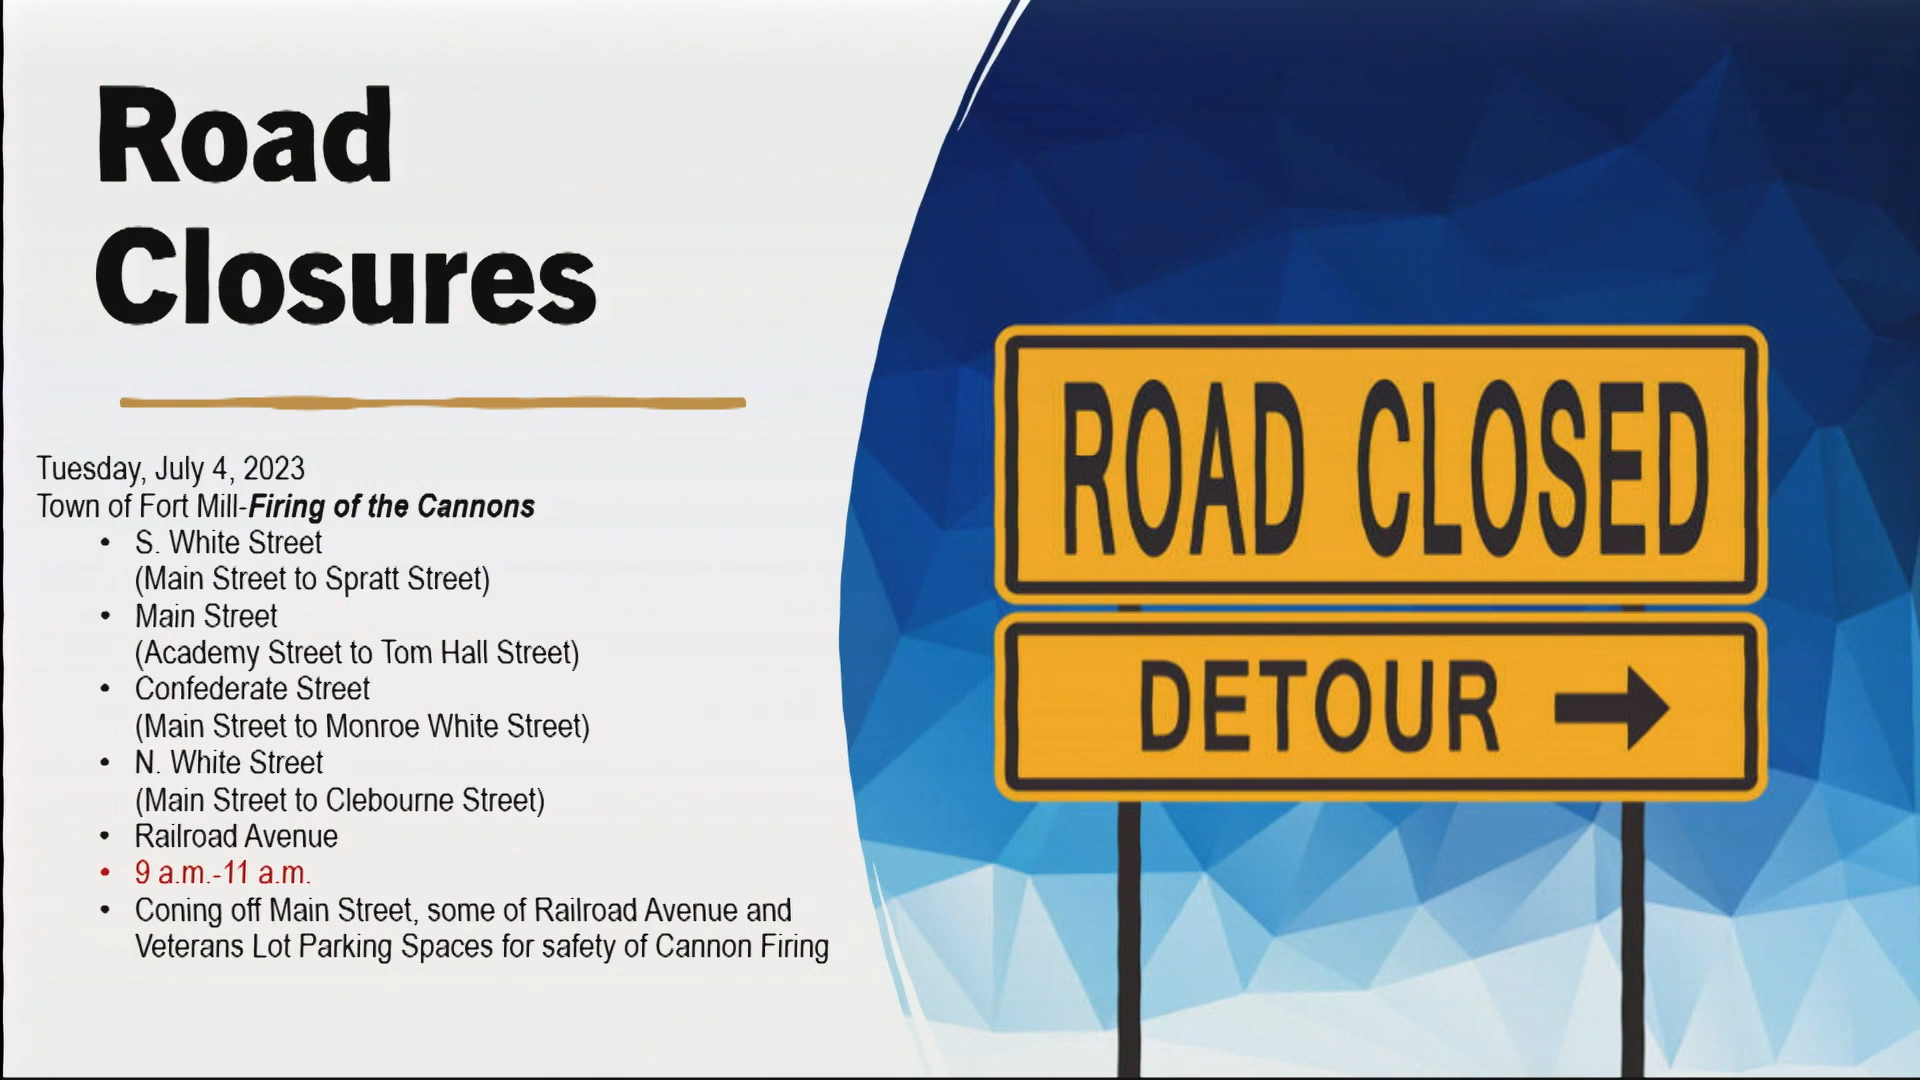 Road
Closures
Tuesday, July 4, 2023
Town of Fort Mill-Firing of the Cannons
• S. White Street
(Main Street to Spratt Street)
• Main Street
(Academy Street to Tom Hall Street)
• Confederate Street
(Main Street to Monroe White Street)
• N. White Street
(Main Street to Clebourne Street)
• Railroad Avenue
• 9 a.m.-11 a.m.
• Coning off Main Street, some of Railroad Avenue and
Veterans Lot Parking Spaces for safety of Cannon Firing
ROAD CLOSED
DETOUR